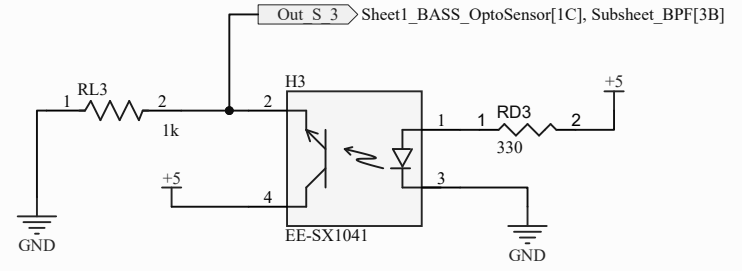 Out_S_3 Sheet1_BASS_OptoSensor[1C], Subsheet_BPF[3B]
H3
RL3
1 2
1k
2
1
1 RD3 2
330
+5
+5
4
3
EE-SX1041
GND
GND